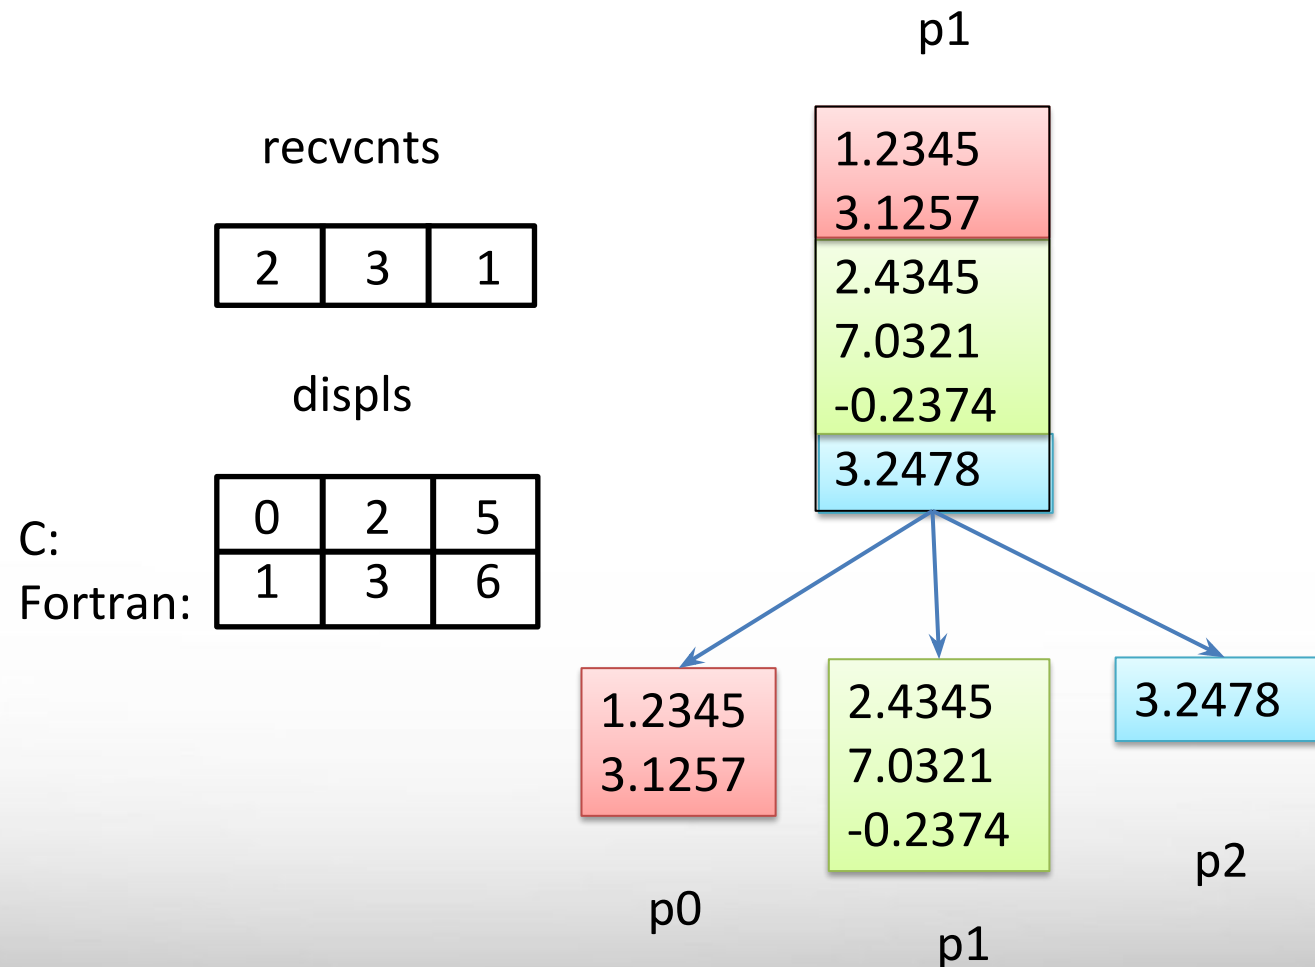 p1
recvcnts
2 3 1
displs
C: 0 2 5
Fortran: 1 3 6
1.2345
3.1257
2.4345
7.0321
-0.2374
3.2478
1.2345
3.1257
p0
2.4345
7.0321
-0.2374
p1
3.2478
p2